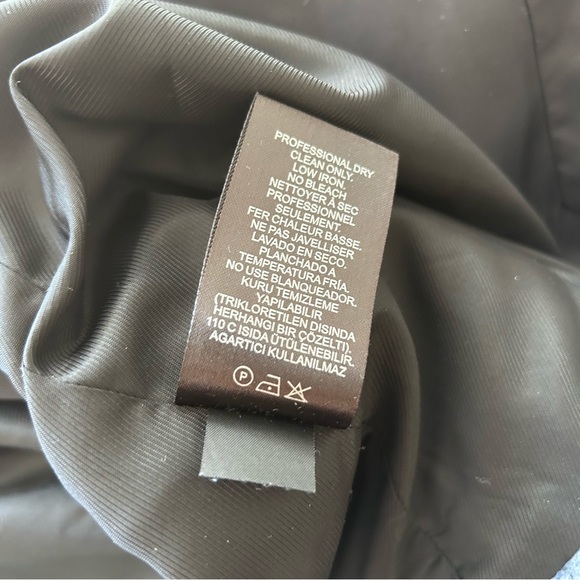 PROFESSIONAL DRY
CLEAN ONLY.
LOW IRON.
NO BLEACH
NETTOYER À SEC
PROFESSIONNEL
SEULEMENT.
FER CHALEUR BASSE.
NE PAS JAVELLISER
LAVADO EN SECO.
PLANCHADO A
TEMPERATURA FRÍA.
NO USE BLANQUEADOR.
KURU TEMIZLEME
YAPILABILIR
(TRIKLORETILEN DISINDA
HERHANGI BIR ÇÖZELTI).
110 C ISIDA ÜTÜLENEBILIR.
AGARTICI KULLANILMAZ
P